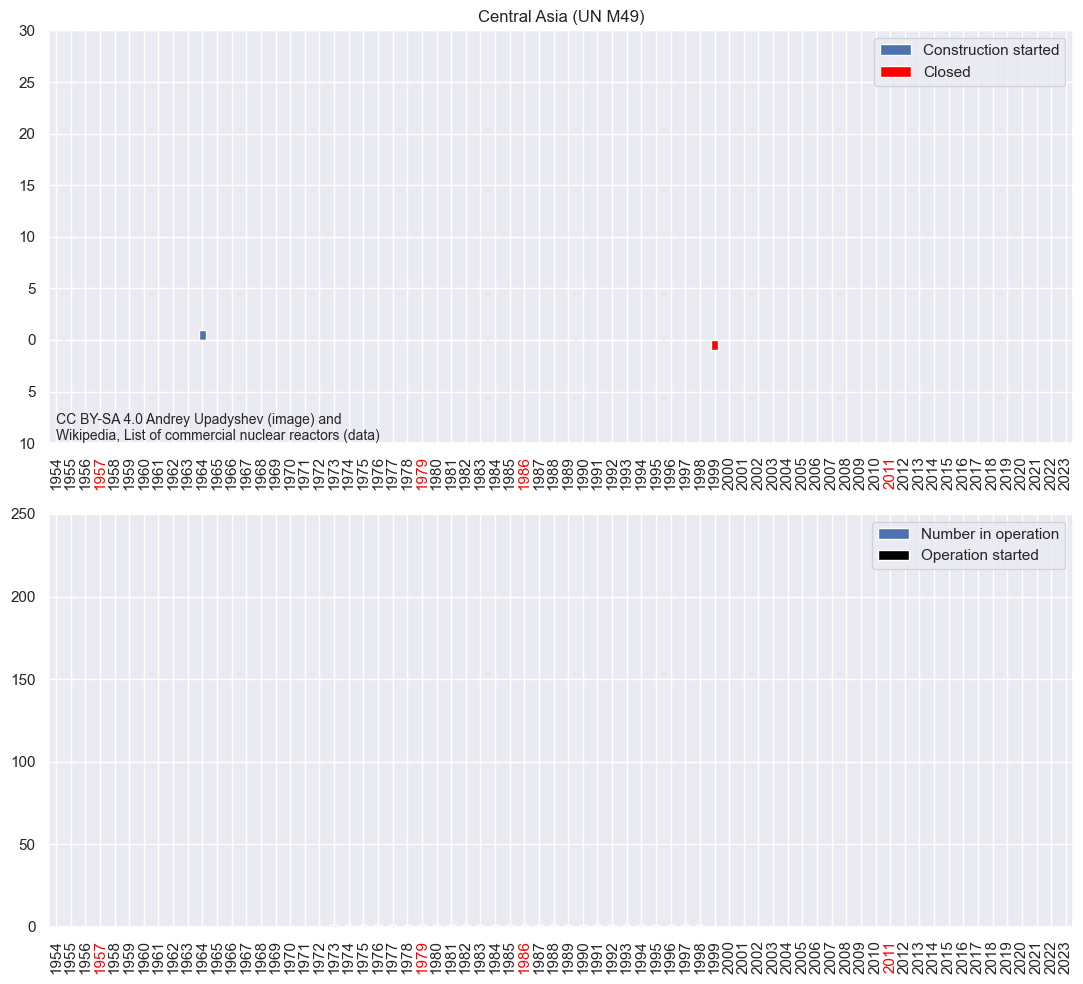 Central Asia (UN M49)
30
25
20
15
10
5
0
5
10
Construction started
Closed
CC BY-SA 4.0 Andrey Upadyshev (image) and
Wikipedia, List of commercial nuclear reactors (data)
1954 1955 1956 1957 1958 1959 1960 1961 1962 1963 1964 1965 1966 1967 1968 1969 1970 1971 1972 1973 1974 1975 1976 1977 1978 1979 1980 1981 1982 1983 1984 1985 1986 1987 1988 1989 1990 1991 1992 1993 1994 1995 1996 1997 1998 1999 2000 2001 2002 2003 2004 2005 2006 2007 2008 2009 2010 2011 2012 2013 2014 2015 2016 2017 2018 2019 2020 2021 2022 2023
250
200
150
100
50
0
Number in operation
Operation started
1954 1955 1956 1957 1958 1959 1960 1961 1962 1963 1964 1965 1966 1967 1968 1969 1970 1971 1972 1973 1974 1975 1976 1977 1978 1979 1980 1981 1982 1983 1984 1985 1986 1987 1988 1989 1990 1991 1992 1993 1994 1995 1996 1997 1998 1999 2000 2001 2002 2003 2004 2005 2006 2007 2008 2009 2010 2011 2012 2013 2014 2015 2016 2017 2018 2019 2020 2021 2022 2023